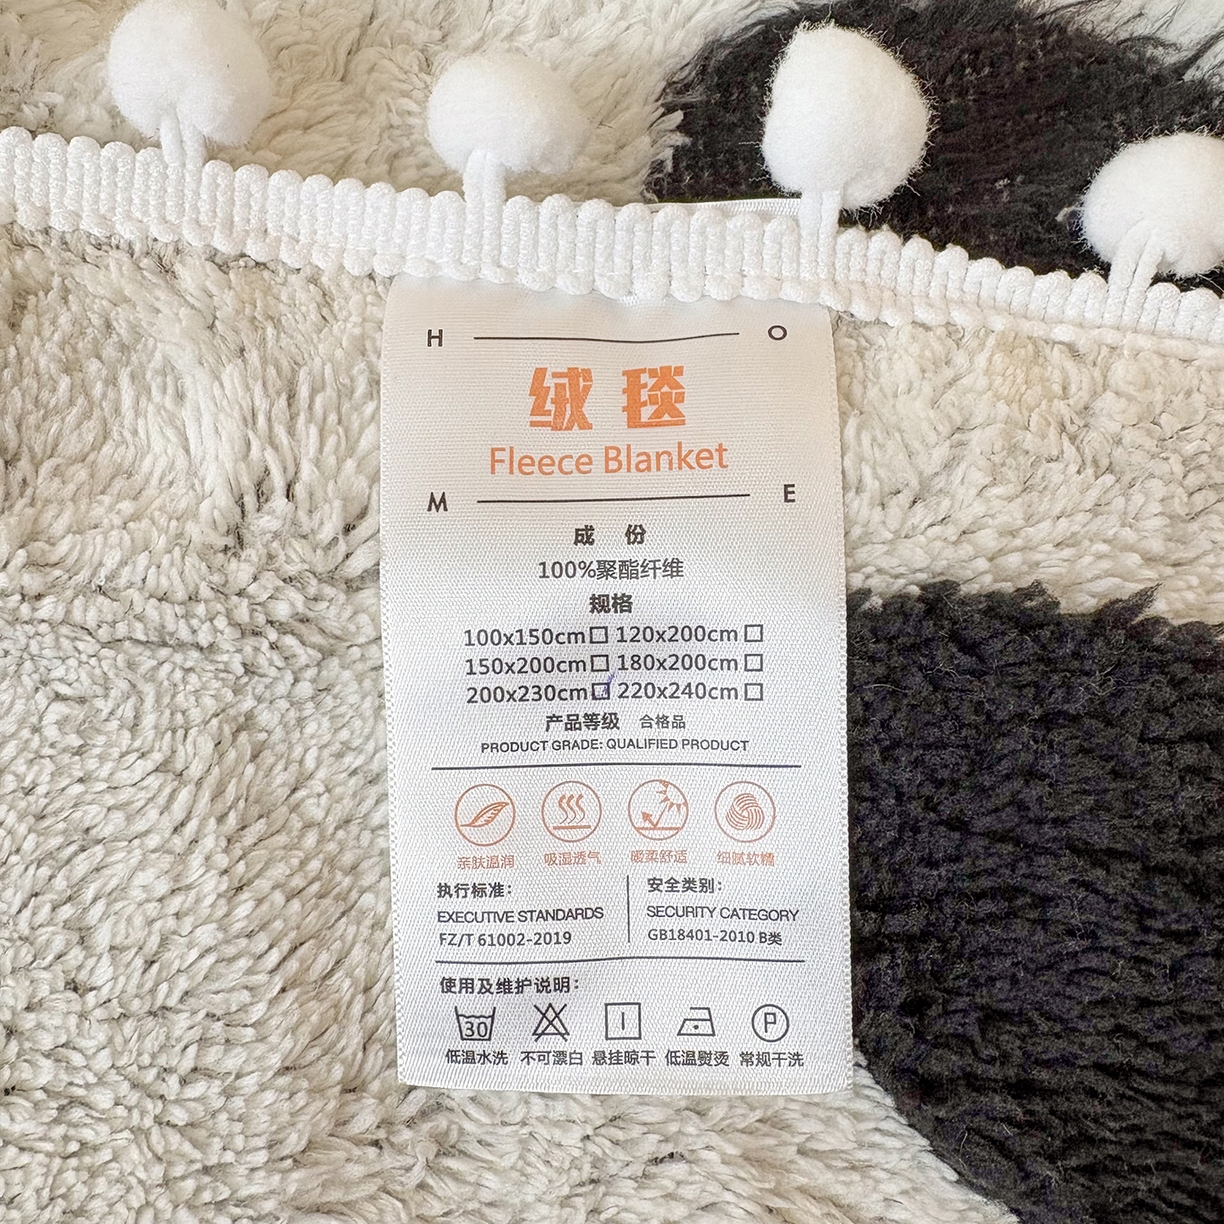 H O
绒 毯
Fleece Blanket
M E
成 份
100%聚酯纤维
规格
100x150cm□ 120x200cm□
150x200cm□ 180x200cm□
200x230cm☑ 220x240cm□
产品等级 合格品
PRODUCT GRADE: QUALIFIED PRODUCT
亲肤温润 吸湿透气 暖柔舒适 细腻软糯
执行标准:
EXECUTIVE STANDARDS
FZ/T 61002-2019
安全类别:
SECURITY CATEGORY
GB18401-2010 B类
使用及维护说明:
30 P
低温水洗 不可漂白 悬挂晾干 低温熨烫 常规干洗